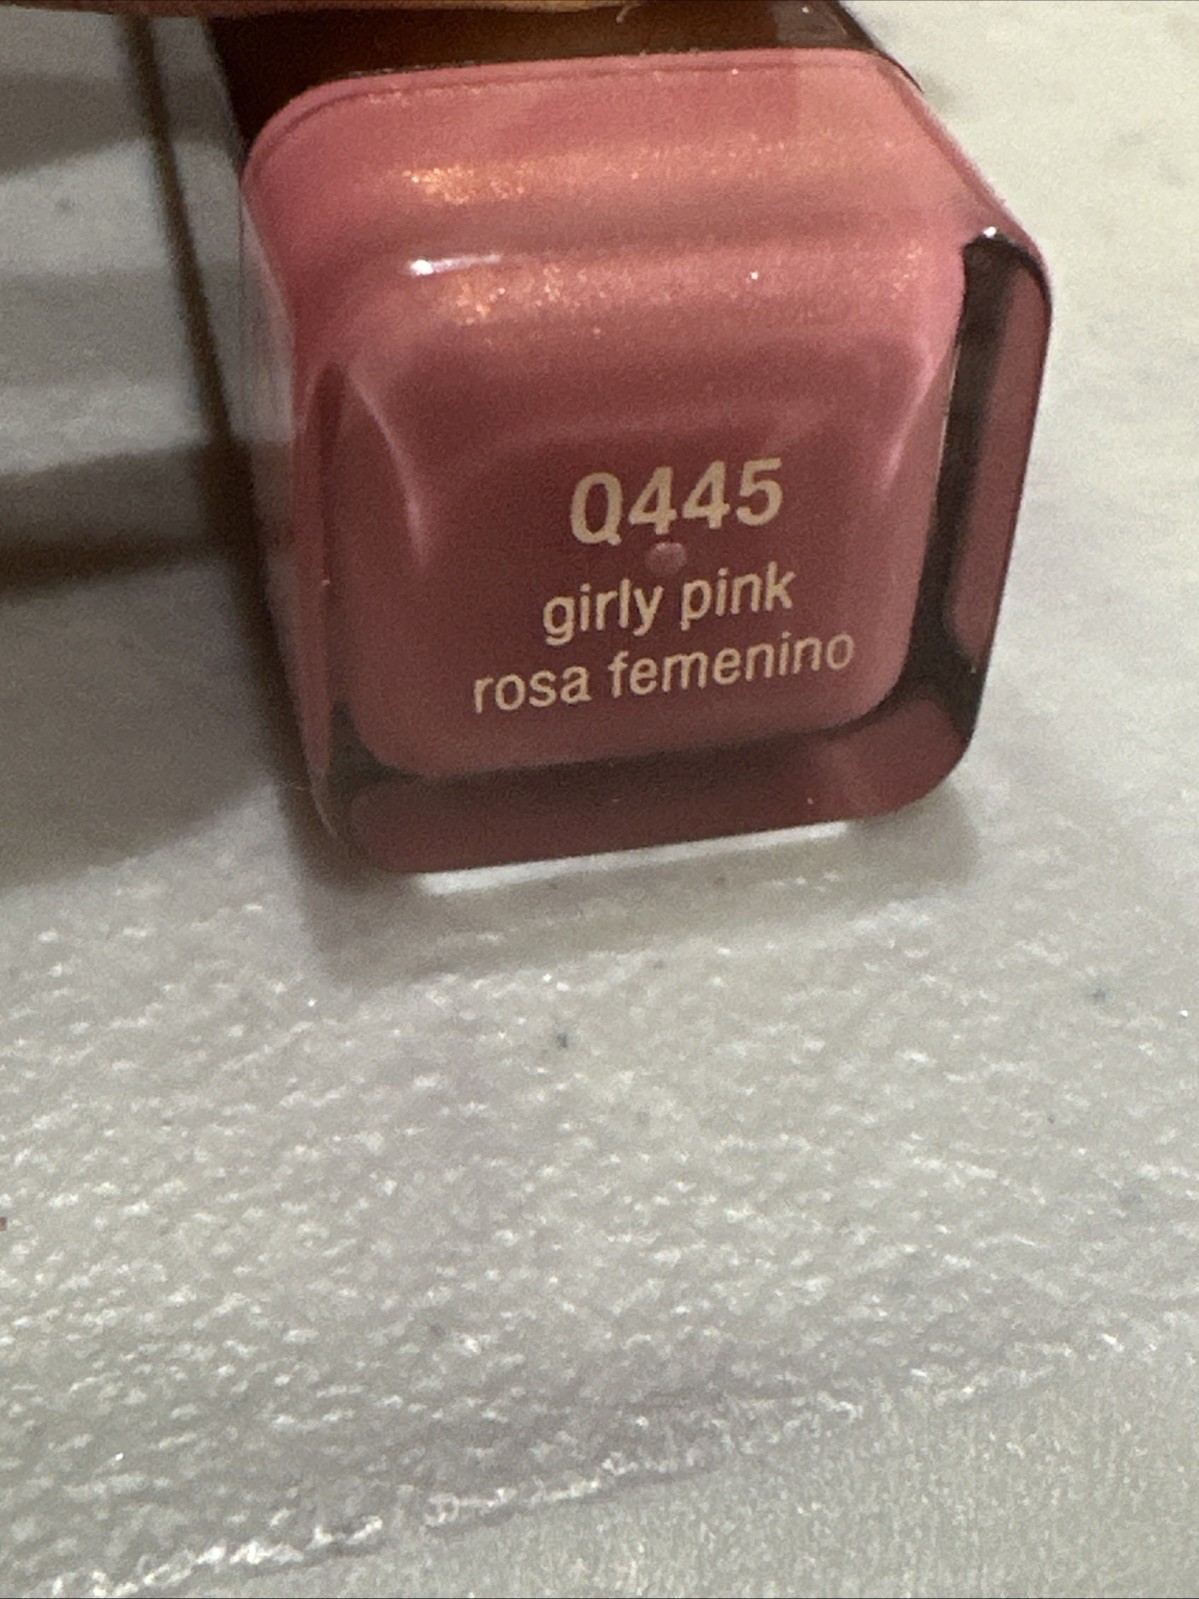 Q445
girly pink
rosa femenino